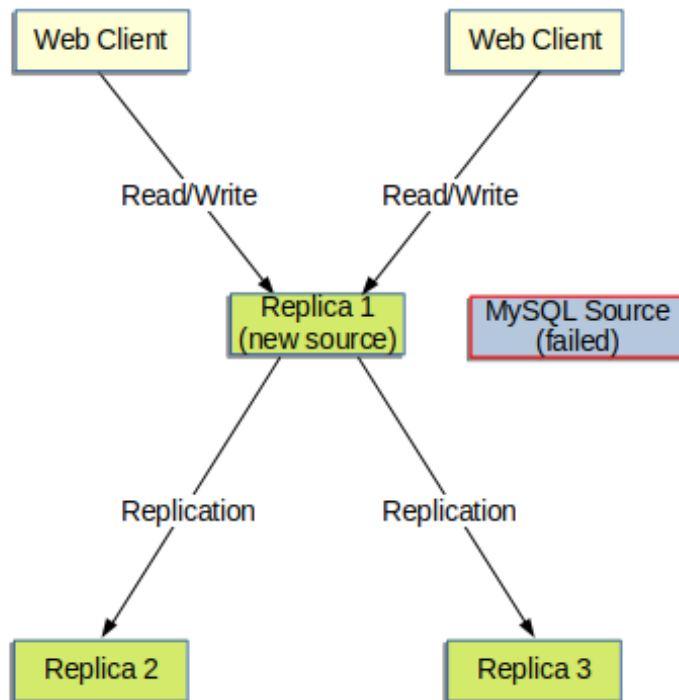 Web Client
Web Client
Read/Write
Read/Write
Replica 1
(new source)
MySQL Source
(failed)
Replication
Replication
Replica 2
Replica 3